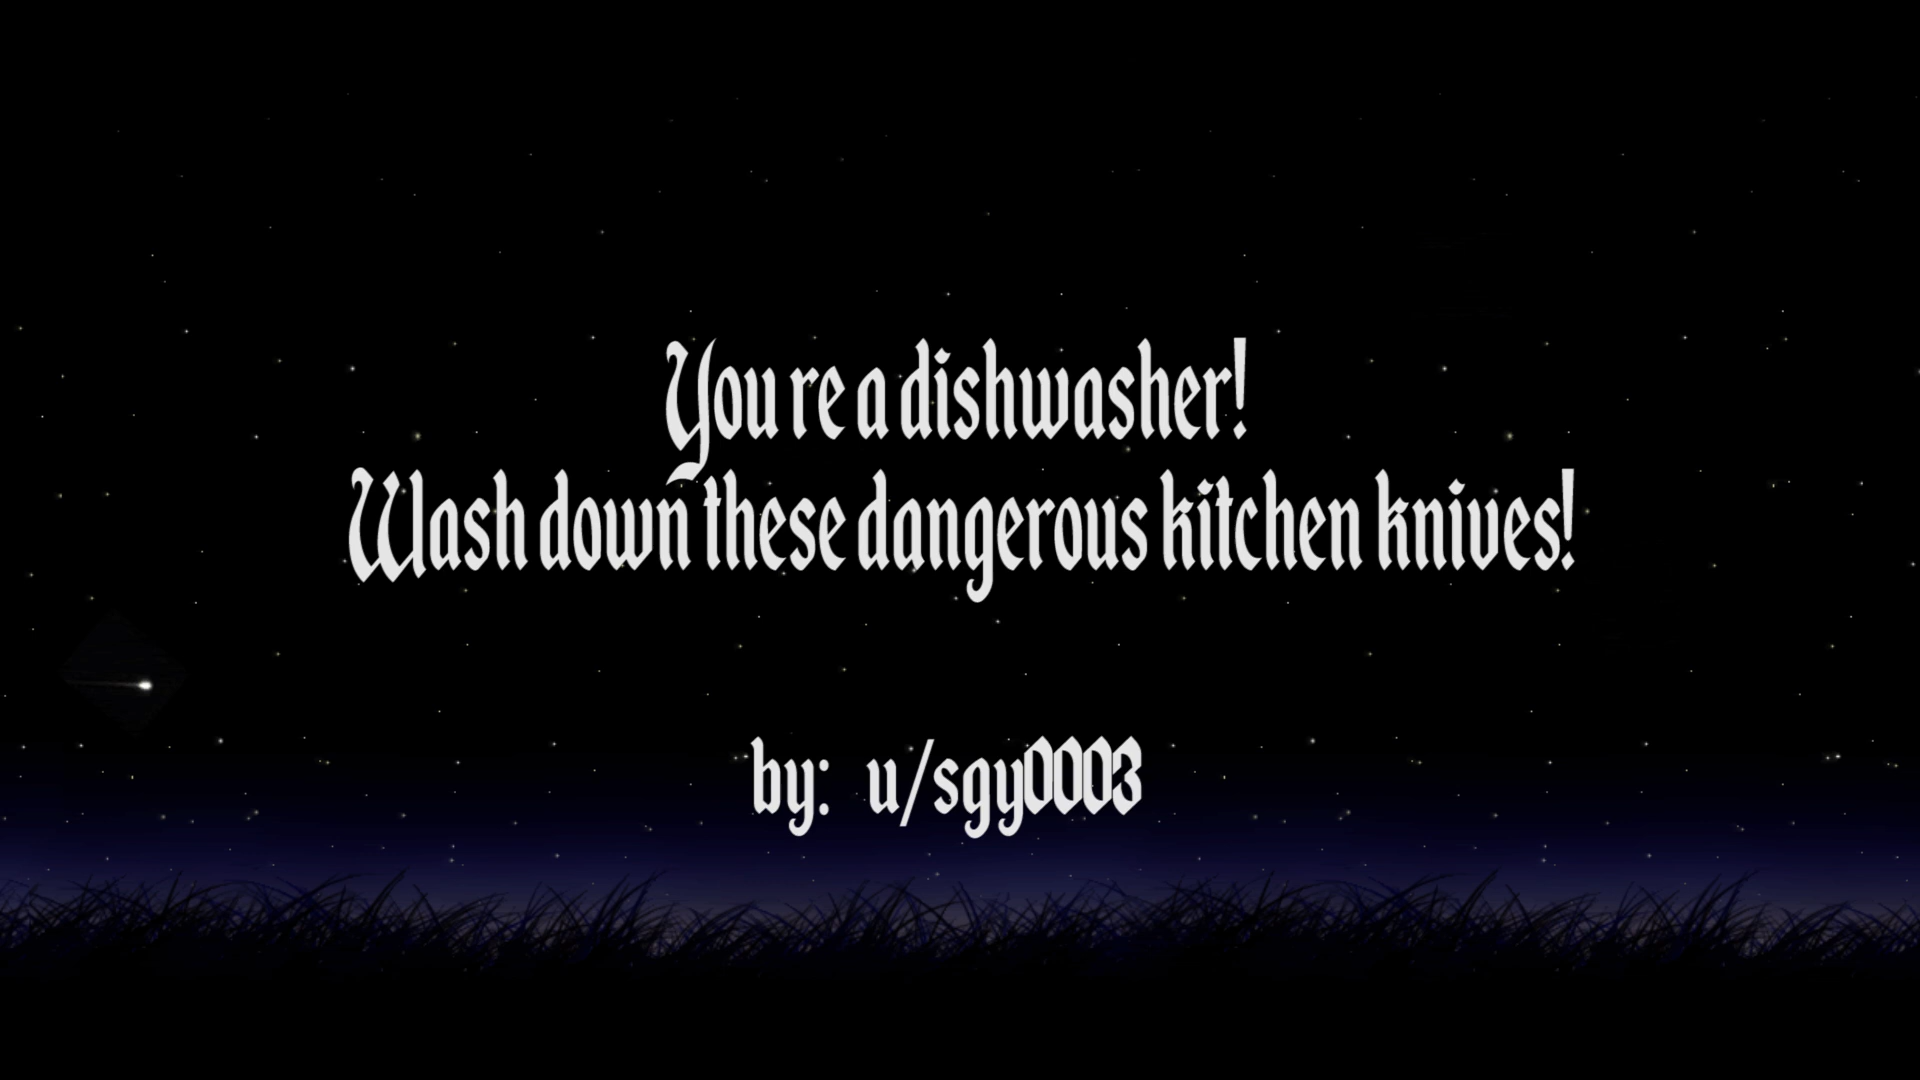 You re a dishwasher!
Wash down these dangerous kitchen knives!
by: u/sgy0003